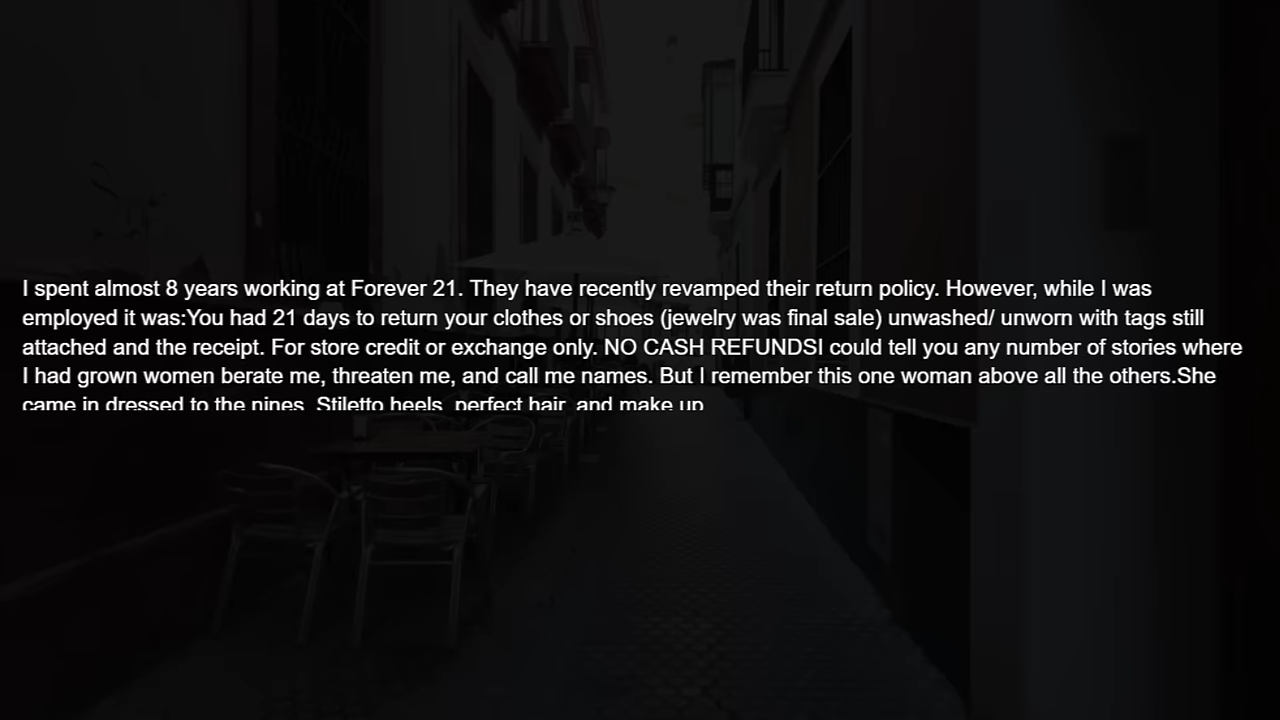 I spent almost 8 years working at Forever 21. They have recently revamped their return policy. However, while I was
employed it was:You had 21 days to return your clothes or shoes (jewelry was final sale) unwashed/ unworn with tags still
attached and the receipt. For store credit or exchange only. NO CASH REFUNDSI could tell you any number of stories where
I had grown women berate me, threaten me, and call me names. But I remember this one woman above all the others.She
came in dressed to the nines. Stiletto heels, perfect hair, and make up